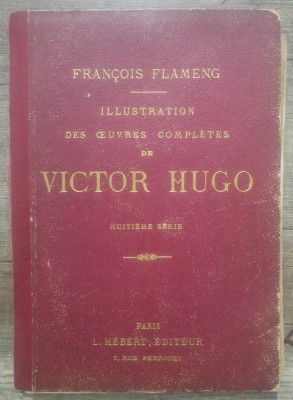 FRANÇOIS FLAMENG
ILLUSTRATION
DES ŒUVRES COMPLÈTES
DE
VICTOR HUGO
HUITIÈME SÉRIE
PARIS
L. HÉBERT, ÉDITEUR
7, RUE PERRONET